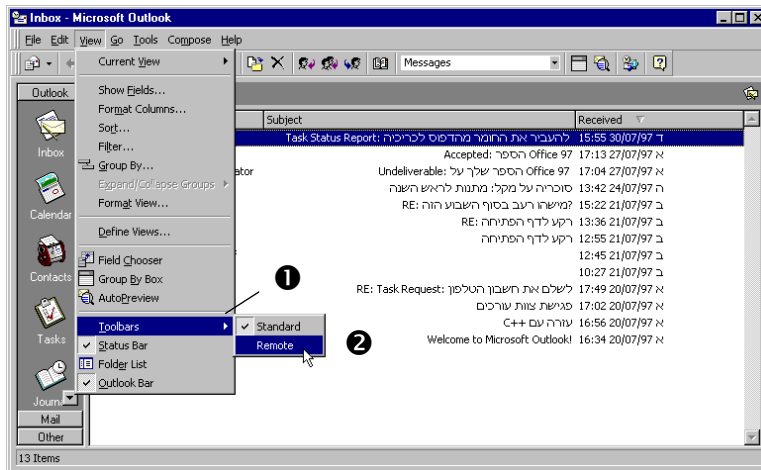 Inbox - Microsoft Outlook
File Edit View Go Tools Compose Help
Messages
Current View
Show Fields...
Format Columns...
Sort...
Filter...
Group By...
Expand/Collapse Groups
Format View...
Define Views...
Field Chooser
Group By Box
AutoPreview
Toolbars
Status Bar
Folder List
Outlook Bar
Standard
Remote
❶
❷
Outlook
Inbox
Calendar
Contacts
Tasks
Mail
Other
Subject Received
Task Status Report: להעביר את החומר מהדפוס לכריכיה ד 30/07/97 15:55
Accepted: הספר Office 97 א 27/07/97 17:13
Undeliverable: הספר שלך על Office 97 א 27/07/97 17:04
סוכריה על מקל: מתנות לראש השנה ה 24/07/97 13:42
RE: מישהו רעב בסוף השבוע הזה? ב 21/07/97 15:22
RE: רקע לדף הפתיחה ב 21/07/97 13:36
רקע לדף הפתיחה ב 21/07/97 12:55
ב 21/07/97 12:45
ב 21/07/97 10:27
RE: Task Request: לשלם את חשבון הטלפון א 20/07/97 17:49
פגישת צוות עורכים א 20/07/97 17:02
עזרה עם C++ א 20/07/97 16:56
Welcome to Microsoft Outlook! א 20/07/97 16:34
13 Items